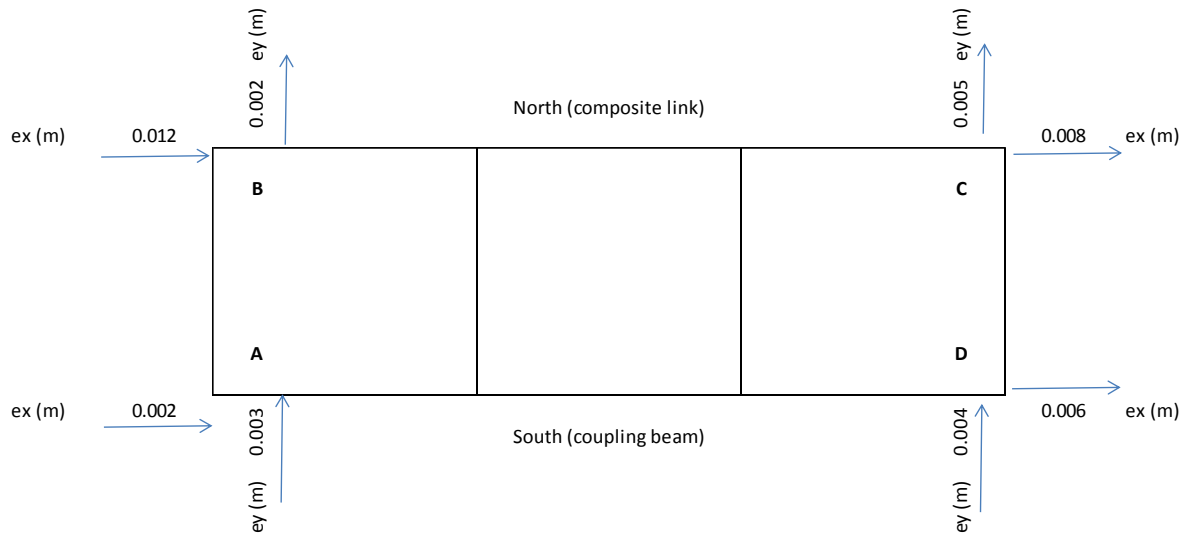 ey (m)
0.002
ey (m)
0.005
North (composite link)
ex (m)
0.012
0.008
ex (m)
B
C
A
D
ex (m)
0.002
0.003
ey (m)
South (coupling beam)
0.004
ey (m)
0.006
ex (m)